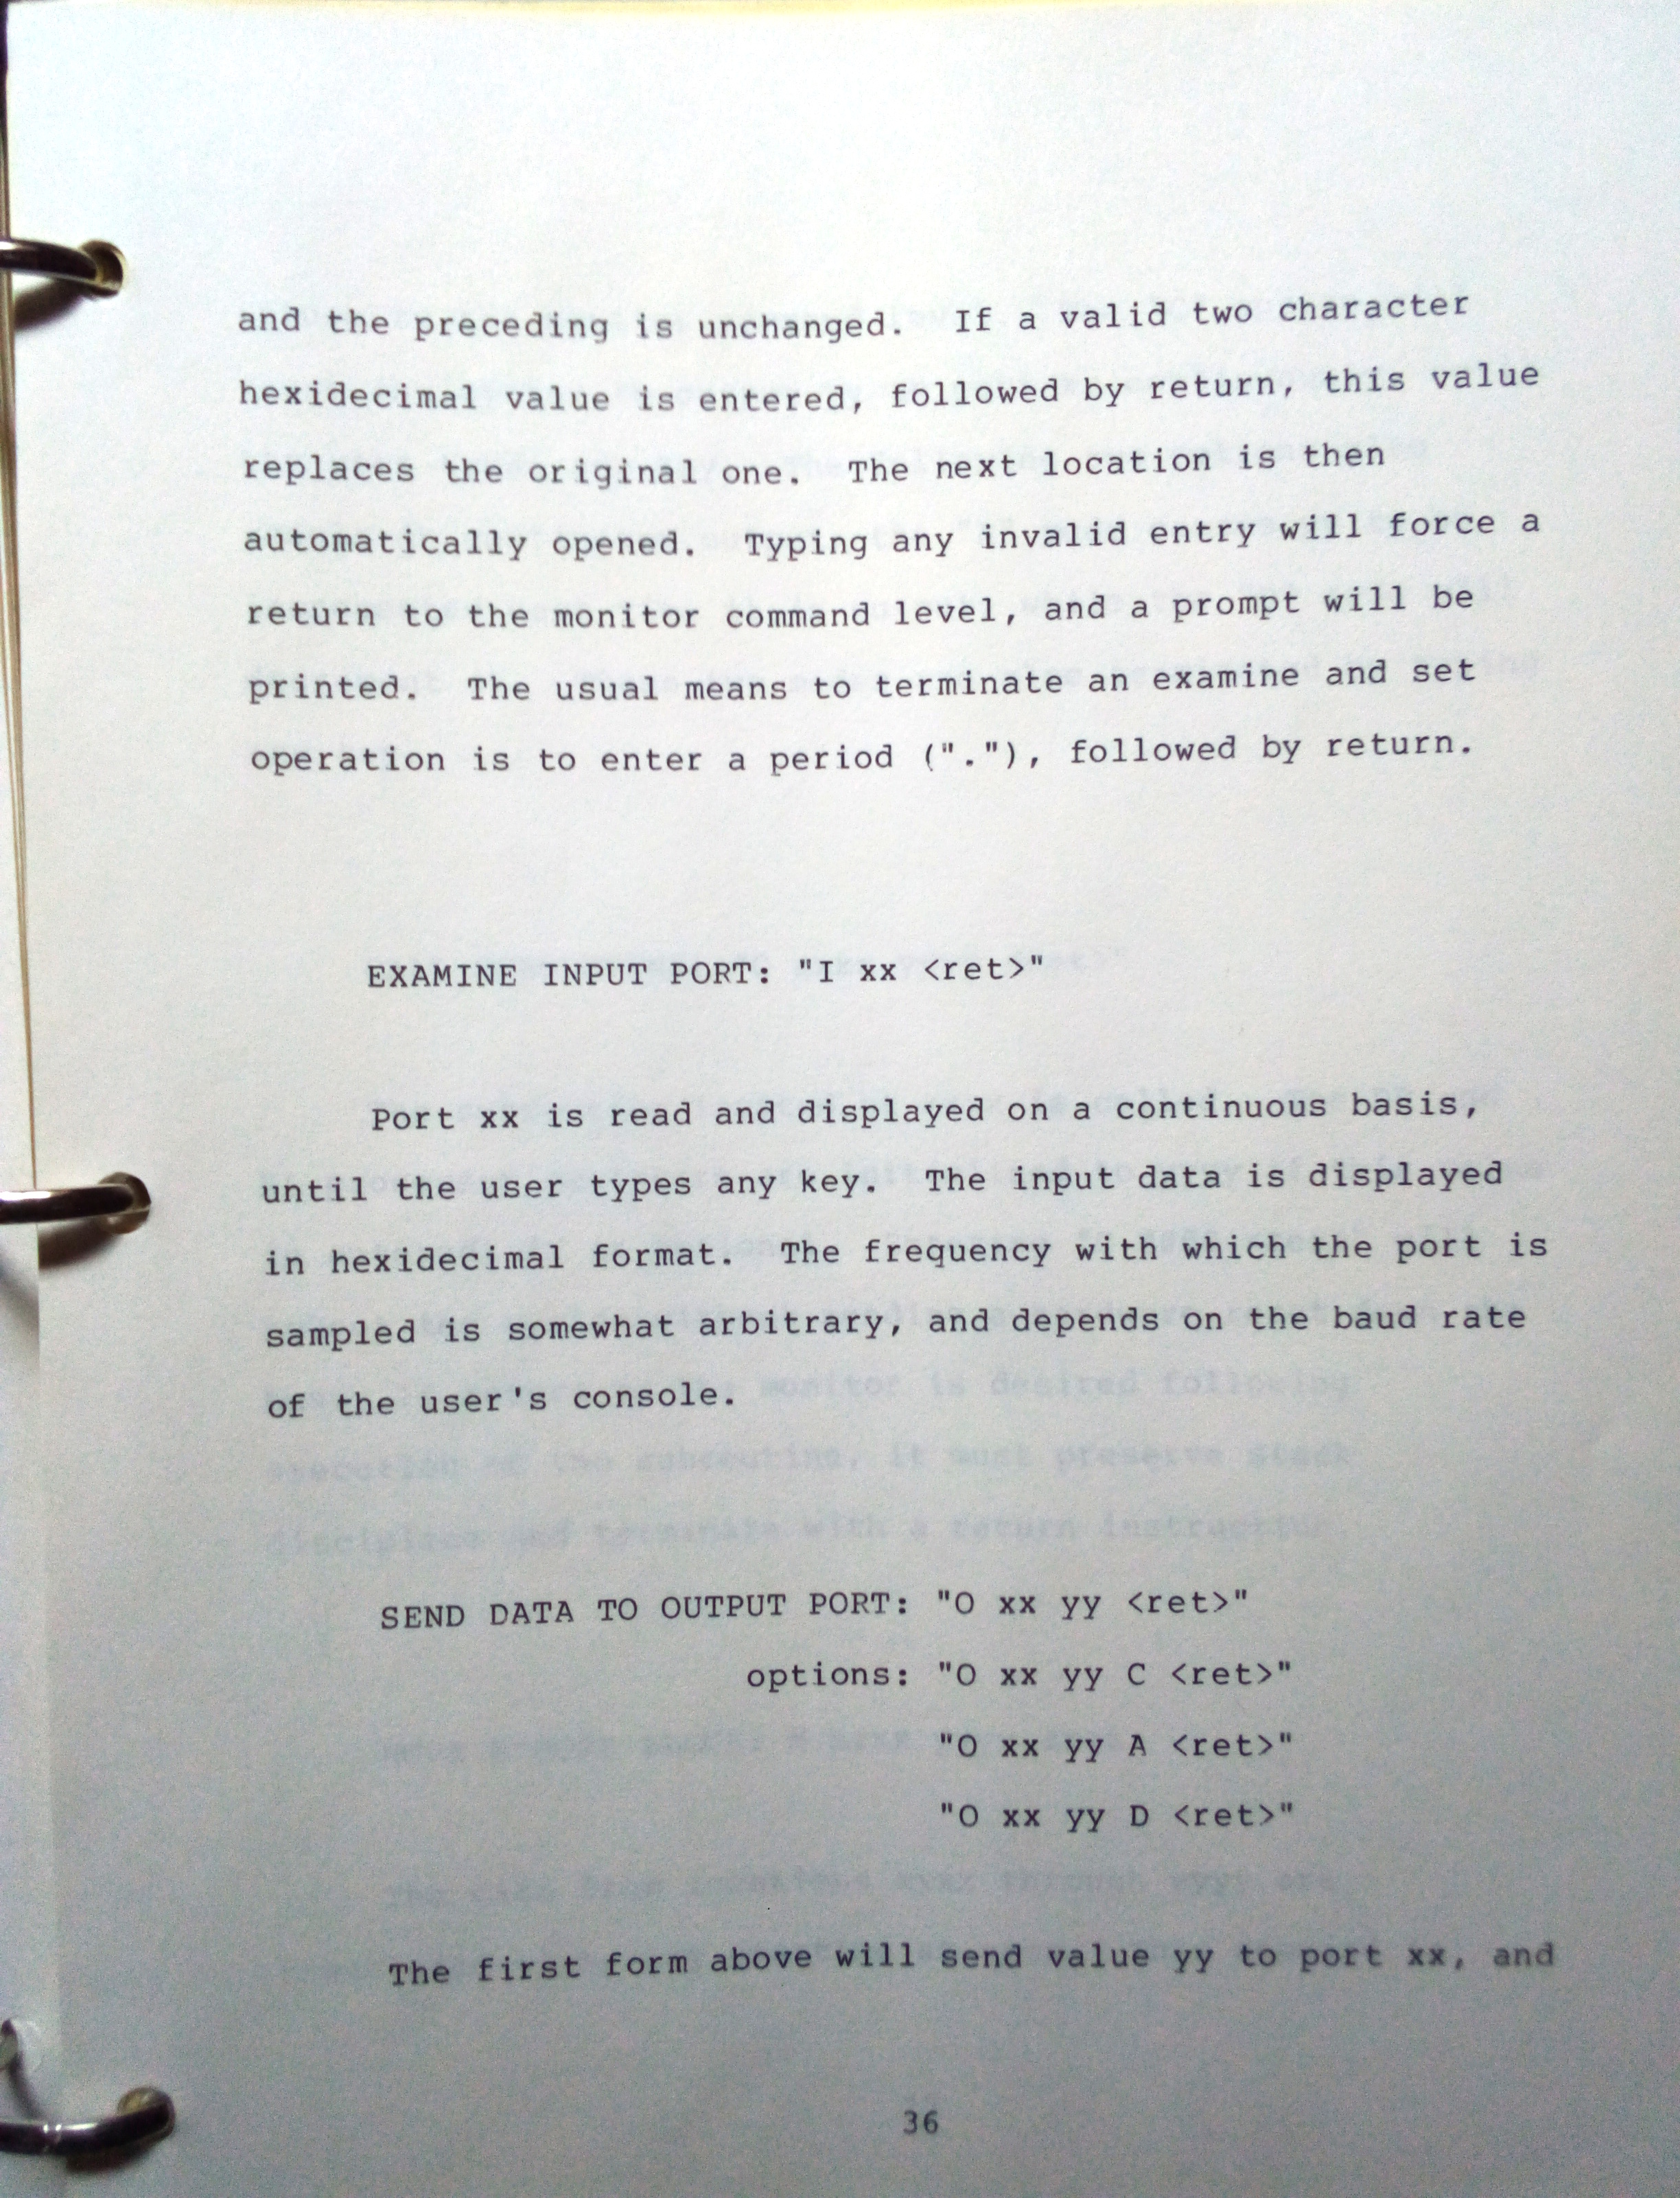 and the preceding is unchanged.  If a valid two character
hexidecimal value is entered, followed by return, this value
replaces the original one.  The next location is then
automatically opened.  Typing any invalid entry will force a
return to the monitor command level, and a prompt will be
printed.  The usual means to terminate an examine and set
operation is to enter a period ("."), followed by return.
EXAMINE INPUT PORT: "I xx <ret>"
Port xx is read and displayed on a continuous basis,
until the user types any key.  The input data is displayed
in hexidecimal format.  The frequency with which the port is
sampled is somewhat arbitrary, and depends on the baud rate
of the user's console.
SEND DATA TO OUTPUT PORT: "O xx yy <ret>"
options: "O xx yy C <ret>"
"O xx yy A <ret>"
"O xx yy D <ret>"
The first form above will send value yy to port xx, and
36